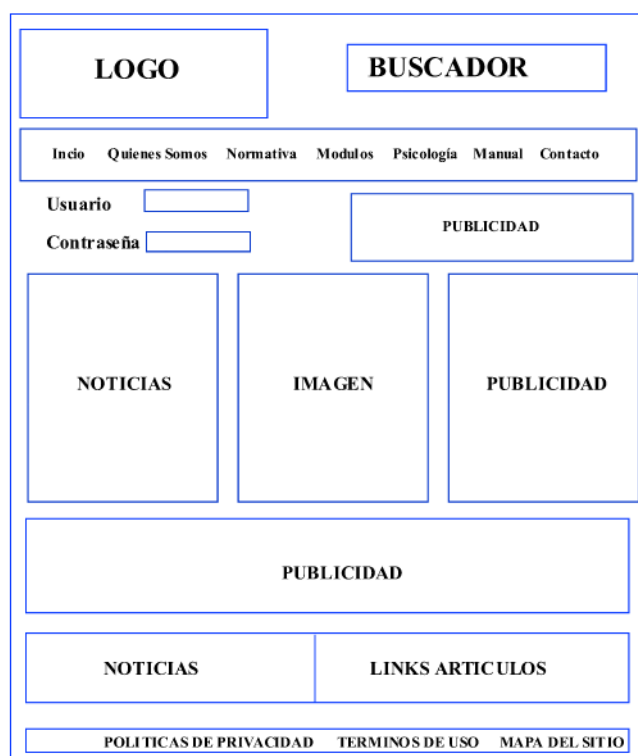 LOGO
BUSCADOR
Incio Quienes Somos Normativa Modulos Psicología Manual Contacto
Usuario
Contraseña
PUBLICIDAD
NOTICIAS
IMAGEN
PUBLICIDAD
PUBLICIDAD
NOTICIAS
LINKS ARTICULOS
POLITICAS DE PRIVACIDAD TERMINOS DE USO MAPA DEL SITIO